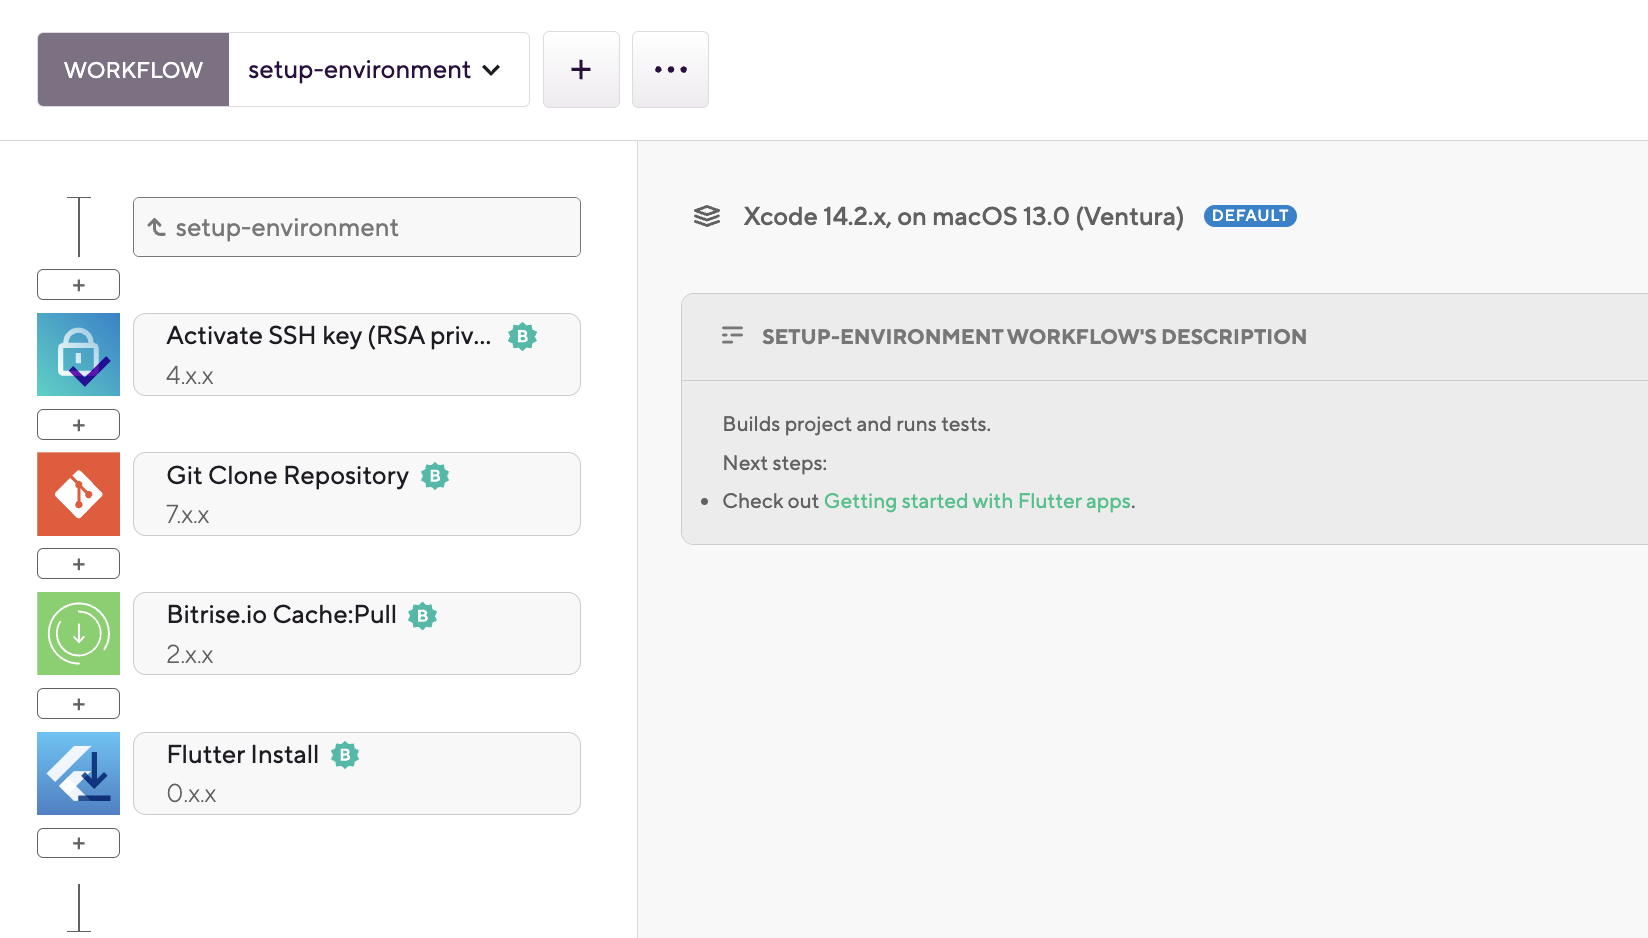 WORKFLOW
setup-environment
+
setup-environment
+
Activate SSH key (RSA priv...
B
4.x.x
+
Git Clone Repository
B
7.x.x
+
Bitrise.io Cache:Pull
B
2.x.x
+
Flutter Install
B
0.x.x
+
Xcode 14.2.x, on macOS 13.0 (Ventura)
DEFAULT
SETUP-ENVIRONMENT WORKFLOW'S DESCRIPTION
Builds project and runs tests.
Next steps:
• Check out Getting started with Flutter apps.